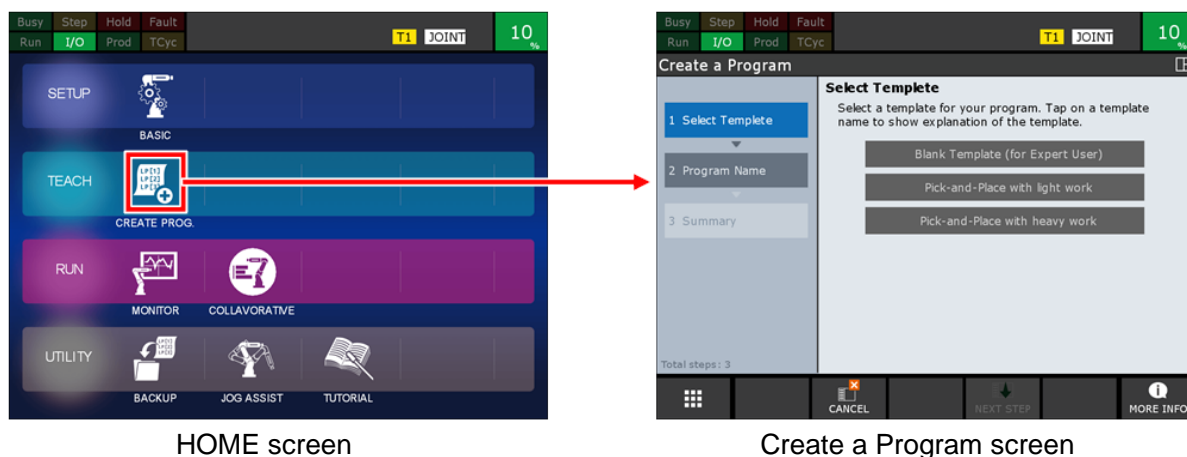 Busy Step Hold Fault
Run I/O Prod TCyc T1 JOINT 10 %
SETUP
BASIC
TEACH
CREATE PROG.
RUN
MONITOR COLLAVORATIVE
UTILITY
BACKUP JOG ASSIST TUTORIAL
HOME screen
Busy Step Hold Fault
Run I/O Prod TCyc T1 JOINT 10 %
Create a Program
1 Select Templete
2 Program Name
3 Summary
Total steps: 3
Select Templete
Select a template for your program. Tap on a template
name to show explanation of the template.
Blank Template (for Expert User)
Pick-and-Place with light work
Pick-and-Place with heavy work
CANCEL NEXT STEP MORE INFO
Create a Program screen